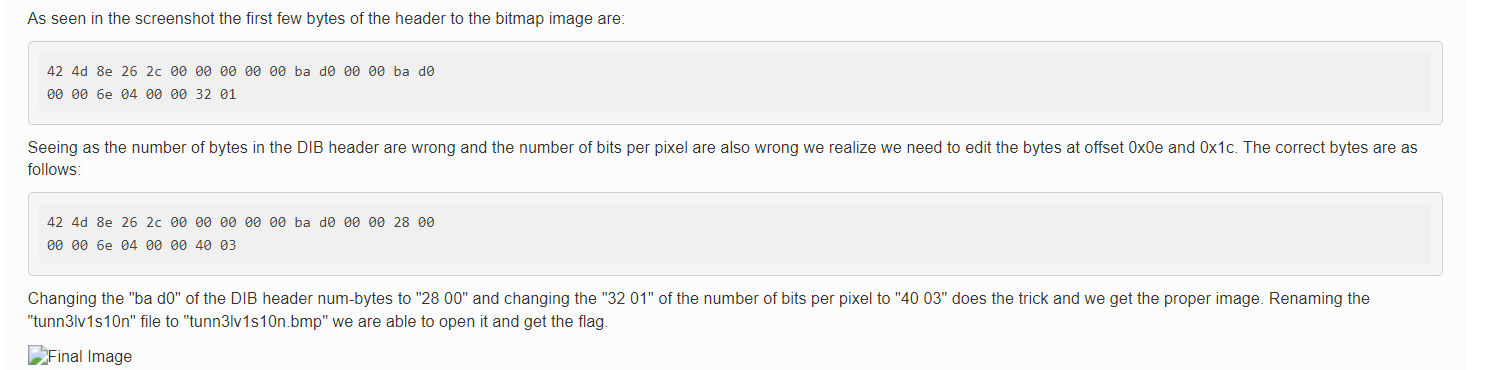 As seen in the screenshot the first few bytes of the header to the bitmap image are:
42 4d 8e 26 2c 00 00 00 00 00 ba d0 00 00 ba d0
00 00 6e 04 00 00 32 01
Seeing as the number of bytes in the DIB header are wrong and the number of bits per pixel are also wrong we realize we need to edit the bytes at offset 0x0e and 0x1c. The correct bytes are as
follows:
42 4d 8e 26 2c 00 00 00 00 00 ba d0 00 00 28 00
00 00 6e 04 00 00 40 03
Changing the "ba d0" of the DIB header num-bytes to "28 00" and changing the "32 01" of the number of bits per pixel to "40 03" does the trick and we get the proper image. Renaming the
"tunn3lv1s10n" file to "tunn3lv1s10n.bmp" we are able to open it and get the flag.
Final Image